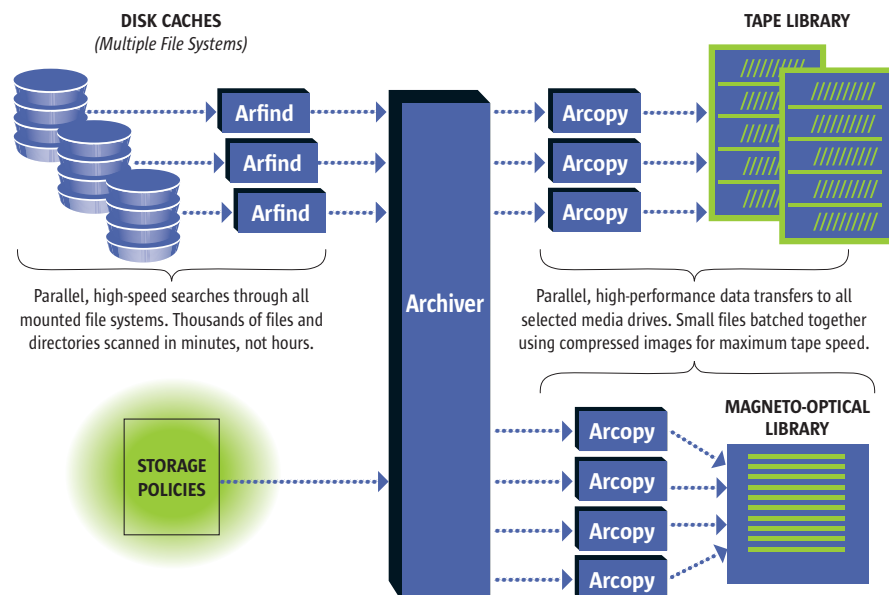 DISK CACHES
(Multiple File Systems)
TAPE LIBRARY
Arfind
Arfind
Arfind
Archiver
Arcopy
Arcopy
Arcopy
Parallel, high-speed searches through all
mounted file systems. Thousands of files and
directories scanned in minutes, not hours.
Parallel, high-performance data transfers to all
selected media drives. Small files batched together
using compressed images for maximum tape speed.
STORAGE
POLICIES
Arcopy
Arcopy
Arcopy
Arcopy
MAGNETO-OPTICAL
LIBRARY